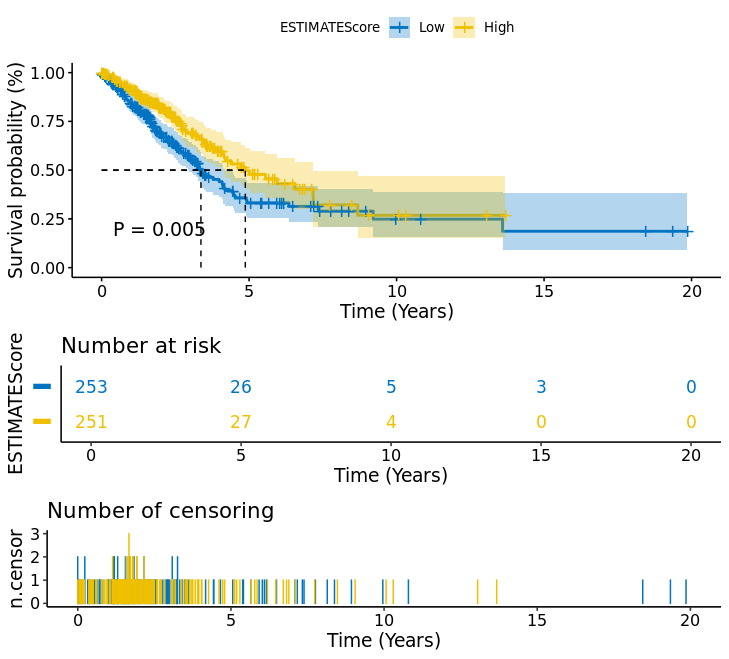 ESTIMATEScore Low High
Survival probability (%)
1.00
0.75
0.50
0.25
0.00
P = 0.005
0 5 10 15 20
Time (Years)
Number at risk
ESTIMATEScore
253 26 5 3 0
251 27 4 0 0
0 5 10 15 20
Time (Years)
Number of censoring
n.censor
3
2
1
0
0 5 10 15 20
Time (Years)